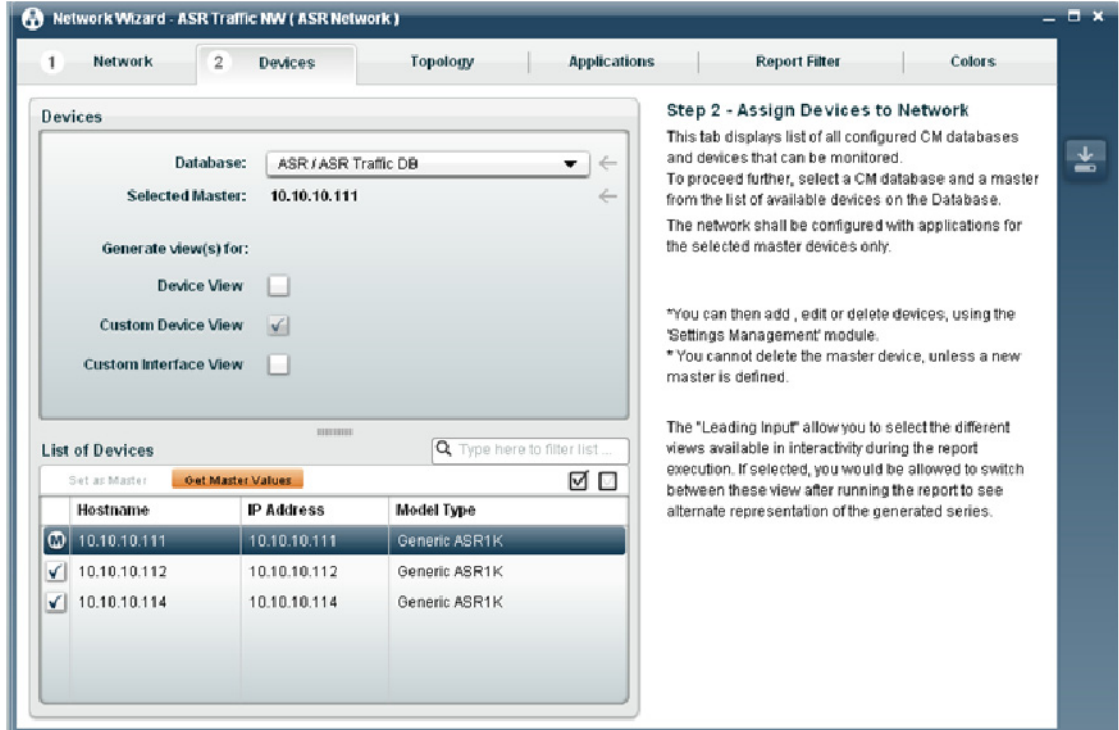 Network Wizard - ASR Traffic NW ( ASR Network )
1 Network 2 Devices Topology Applications Report Filter Colors
Devices
Database: ASR / ASR Traffic DB
Selected Master: 10.10.10.111
Generate view(s) for:
Device View
Custom Device View
Custom Interface View
List of Devices
Type here to filter list ...
Set as Master Get Master Values
Hostname IP Address Model Type
M 10.10.10.111 10.10.10.111 Generic ASR1K
10.10.10.112 10.10.10.112 Generic ASR1K
10.10.10.114 10.10.10.114 Generic ASR1K
Step 2 - Assign Devices to Network
This tab displays list of all configured CM databases
and devices that can be monitored.
To proceed further, select a CM database and a master
from the list of available devices on the Database.
The network shall be configured with applications for
the selected master devices only.
*You can then add , edit or delete devices, using the
'Settings Management' module.
* You cannot delete the master device, unless a new
master is defined.
The "Leading Input" allow you to select the different
views available in interactivity during the report
execution. If selected, you would be allowed to switch
between these view after running the report to see
alternate representation of the generated series.